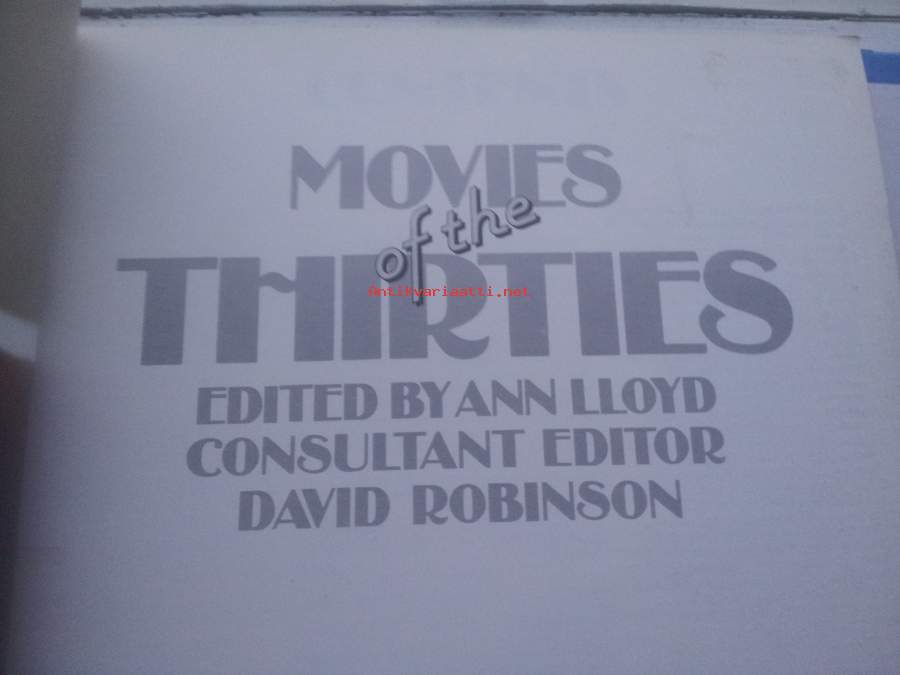 MOVIES
of the
THIRTIES
Antikvariaatti.net
EDITED BY ANN LLOYD
CONSULTANT EDITOR
DAVID ROBINSON